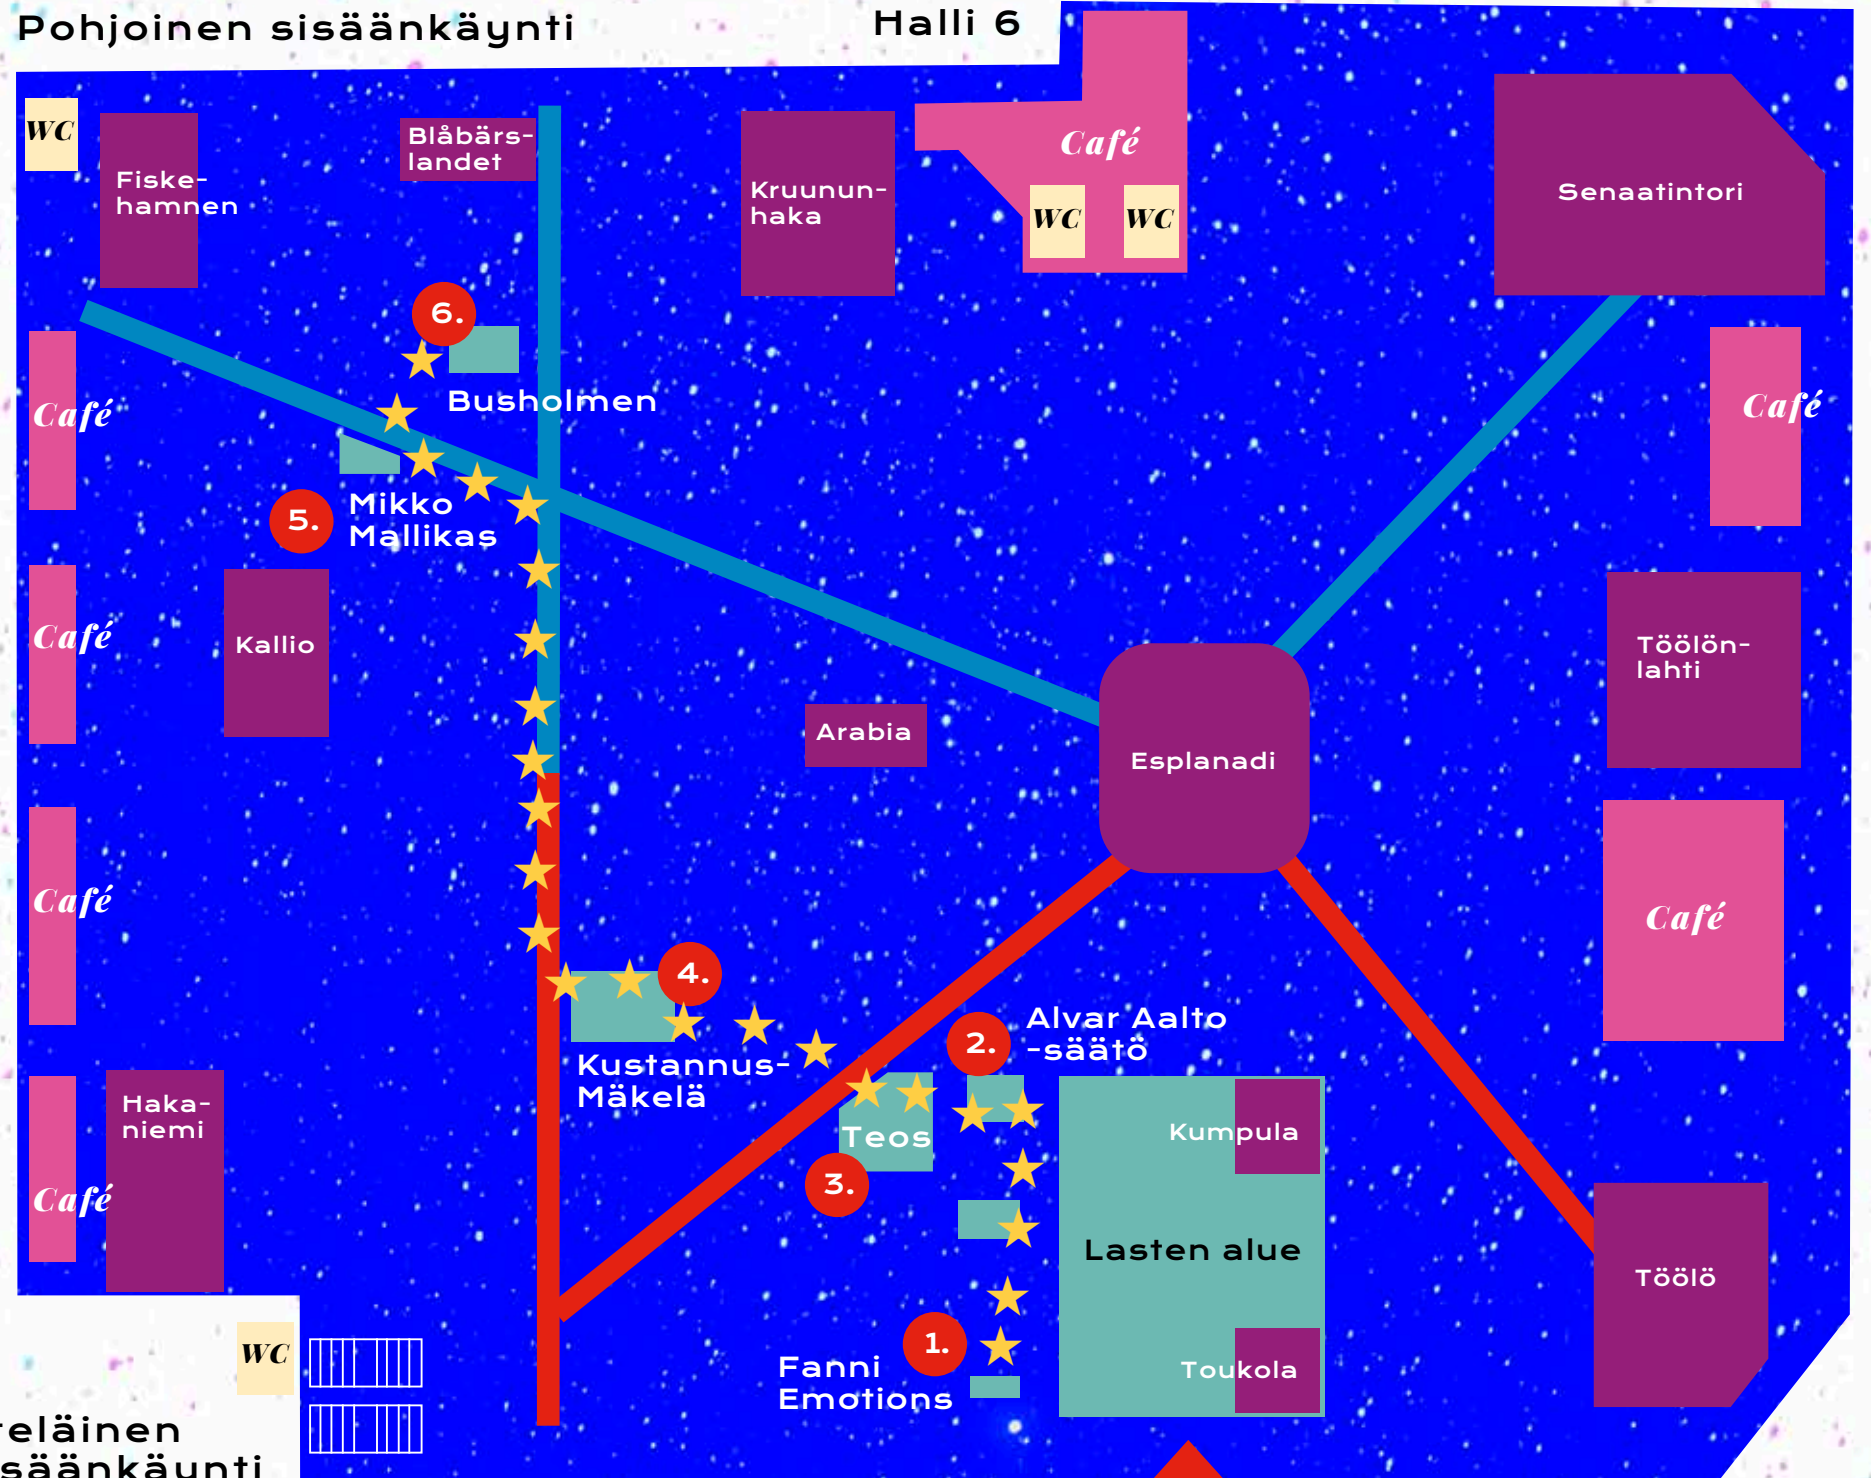 Pohjoinen sisäänkäynti
Halli 6
WC
Fiske-
hamnen
Blåbärs-
landet
Kruunun-
haka
Café
WC
WC
Senaatintori
6.
Busholmen
Café
Café
5.
Mikko
Mallikas
Café
Kallio
Töölön-
lahti
Arabia
Esplanadi
Café
Café
4.
Kustannus-
Mäkelä
2.
Alvar Aalto
-säätö
Haka-
niemi
Teos
3.
Kumpula
Café
Lasten alue
Töölö
WC
1.
Fanni
Emotions
Toukola
teläinen
säänkäynti